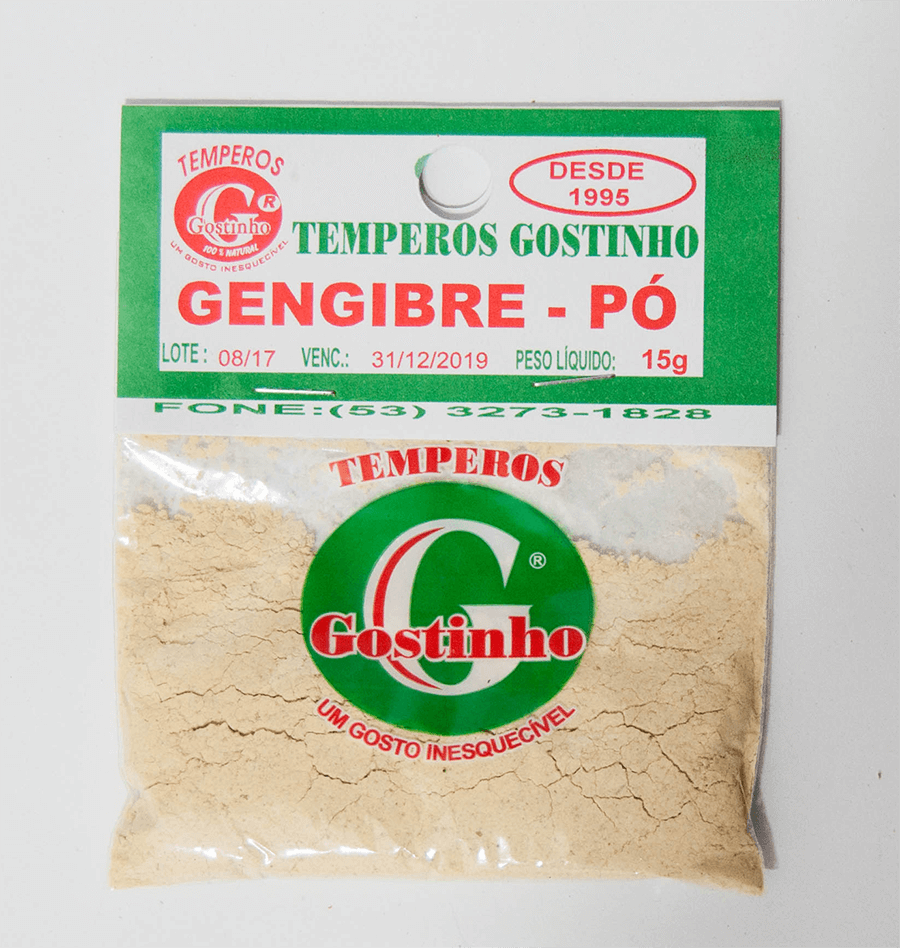 TEMPEROS
Gostinho ®
100% NATURAL
UM GOSTO INESQUECÍVEL
DESDE
1995
TEMPEROS GOSTINHO
GENGIBRE - PÓ
LOTE: 08/17 VENC.: 31/12/2019 PESO LÍQUIDO: 15g
FONE:(53) 3273-1828
TEMPEROS
G ®
Gostinho
UM GOSTO INESQUECÍVEL